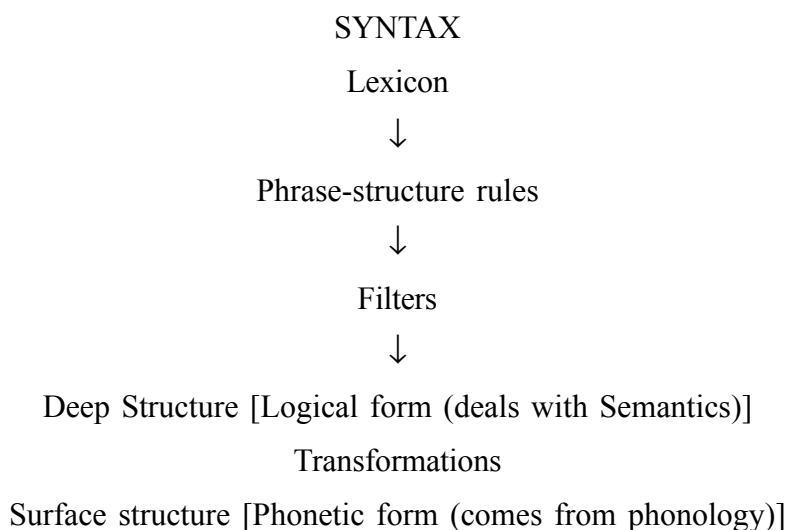 SYNTAX
Lexicon
↓
Phrase-structure rules
↓
Filters
↓
Deep Structure [Logical form (deals with Semantics)]
Transformations
Surface structure [Phonetic form (comes from phonology)]